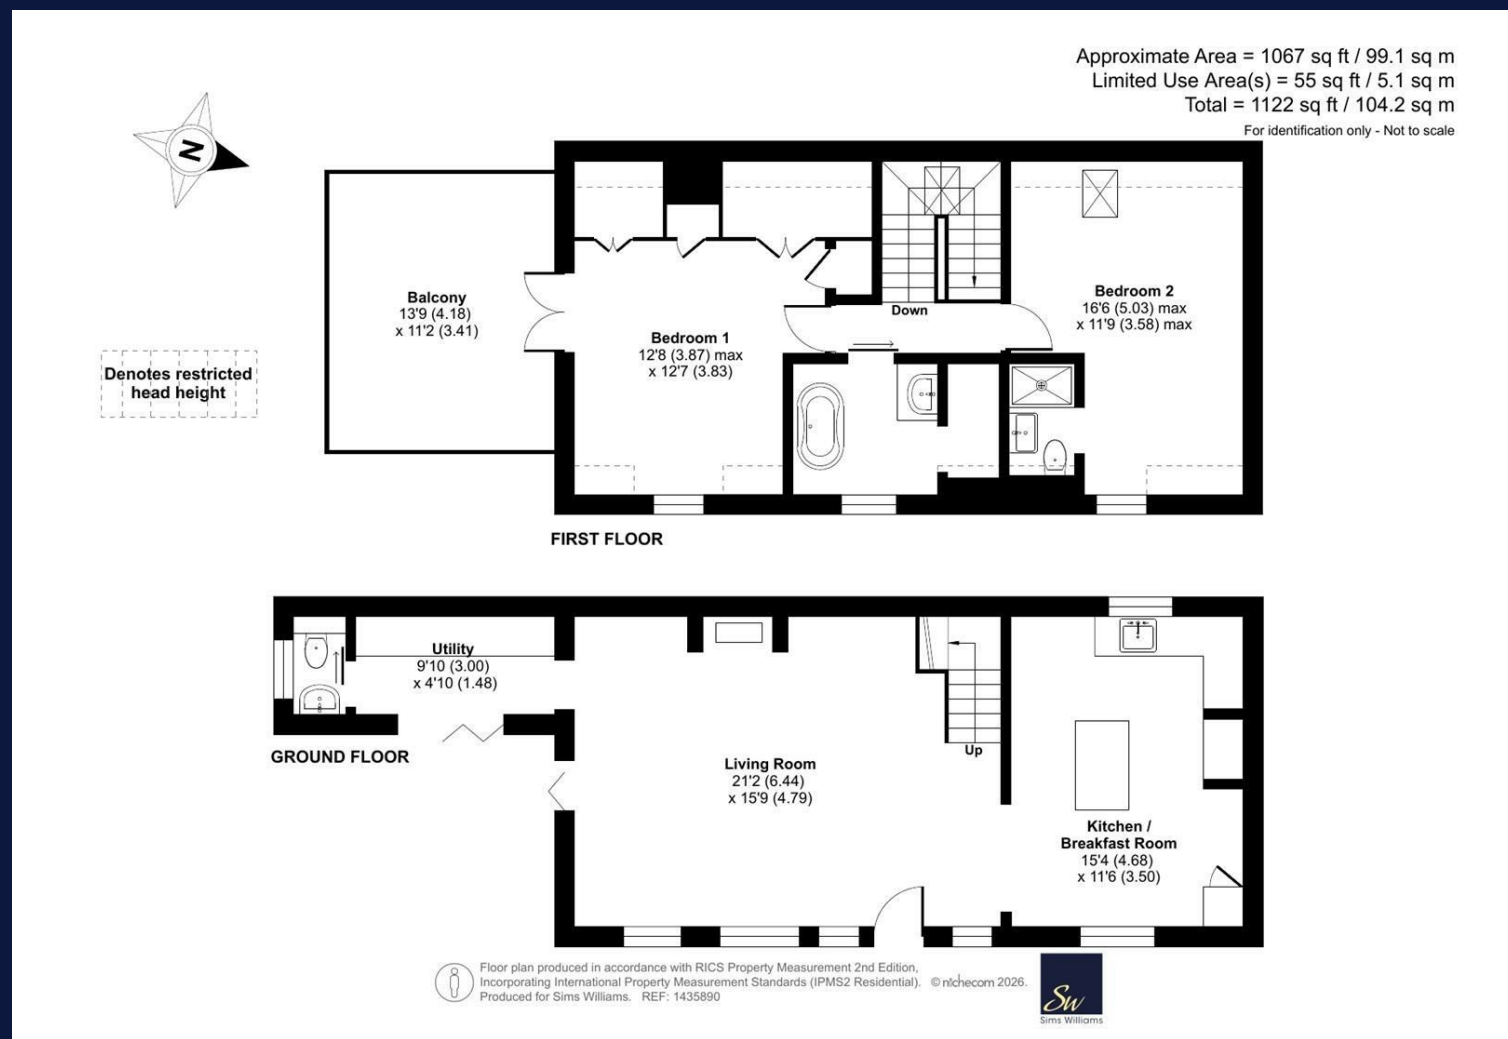 Approximate Area = 1067 sq ft / 99.1 sq m
Limited Use Area(s) = 55 sq ft / 5.1 sq m
Total = 1122 sq ft / 104.2 sq m
For identification only - Not to scale
N
Denotes restricted
head height
Balcony
13'9 (4.18)
x 11'2 (3.41)
Bedroom 1
12'8 (3.87) max
x 12'7 (3.83)
Down
Bedroom 2
16'6 (5.03) max
x 11'9 (3.58) max
FIRST FLOOR
Utility
9'10 (3.00)
x 4'10 (1.48)
GROUND FLOOR
Living Room
21'2 (6.44)
x 15'9 (4.79)
Up
Kitchen /
Breakfast Room
15'4 (4.68)
x 11'6 (3.50)
Floor plan produced in accordance with RICS Property Measurement 2nd Edition,
Incorporating International Property Measurement Standards (IPMS2 Residential). © nichecom 2026.
Produced for Sims Williams. REF: 1435890
Sw
Sims Williams